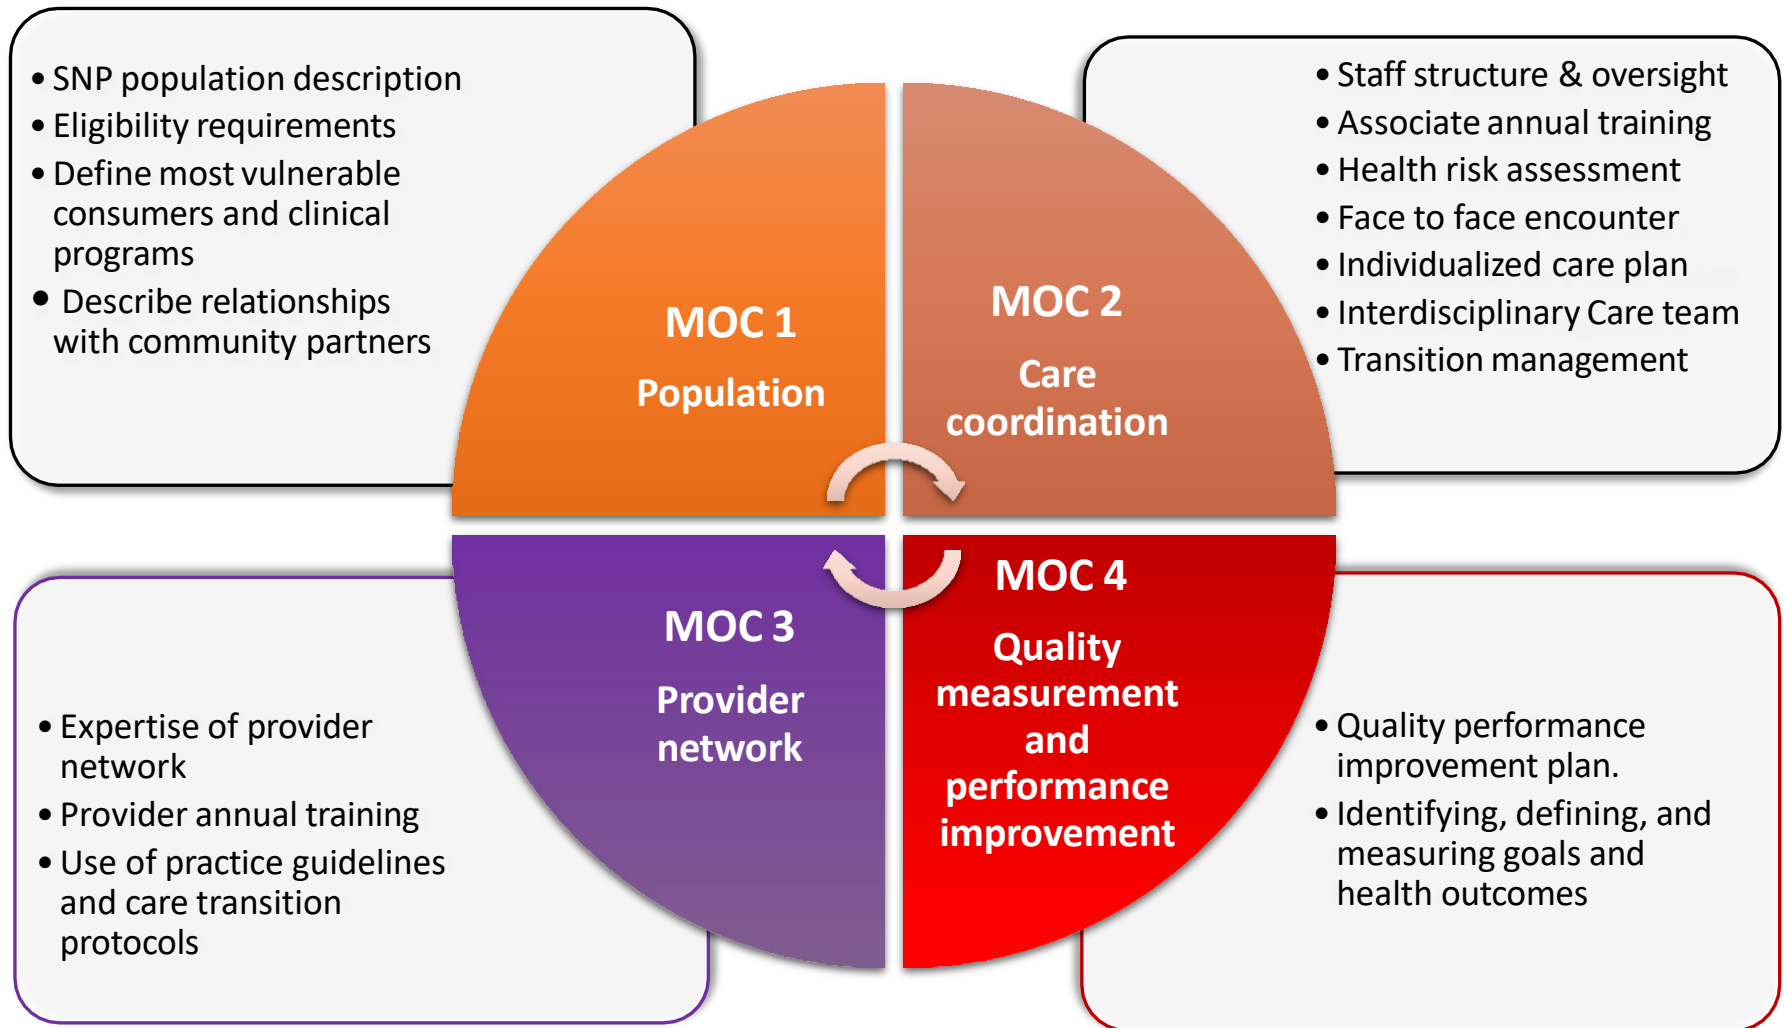 • SNP population description
• Eligibility requirements
• Define most vulnerable
consumers and clinical
programs
• Describe relationships
with community partners
MOC 1
Population
MOC 2
Care
coordination
• Staff structure & oversight
• Associate annual training
• Health risk assessment
• Face to face encounter
• Individualized care plan
• Interdisciplinary Care team
• Transition management
• Expertise of provider
network
• Provider annual training
• Use of practice guidelines
and care transition
protocols
MOC 3
Provider
network
MOC 4
Quality
measurement
and
performance
improvement
• Quality performance
improvement plan.
• Identifying, defining, and
measuring goals and
health outcomes